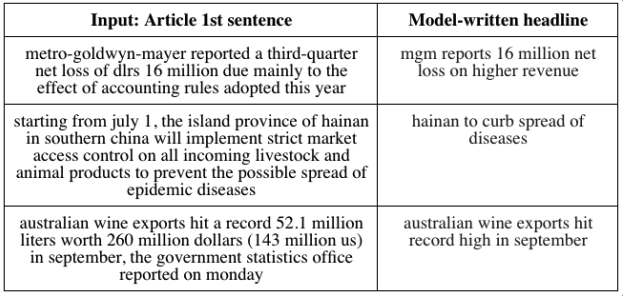 Input: Article 1st sentence
Model-written headline
metro-goldwyn-mayer reported a third-quarter
net loss of dlrs 16 million due mainly to the
effect of accounting rules adopted this year
mgm reports 16 million net
loss on higher revenue
starting from july 1, the island province of hainan
in southern china will implement strict market
access control on all incoming livestock and
animal products to prevent the possible spread of
epidemic diseases
hainan to curb spread of
diseases
australian wine exports hit a record 52.1 million
liters worth 260 million dollars (143 million us)
in september, the government statistics office
reported on monday
australian wine exports hit
record high in september